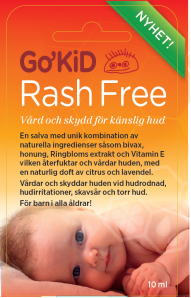 NYHET!
Go'KiD
Rash Free
Vård och skydd för känslig hud
En salva med unik kombination av
naturella ingredienser såsom bivax,
honung, Ringbloms extrakt och Vitamin E
vilken återfuktar och vårdar huden, med
en naturlig doft av citrus och lavendel.
Vårdar och skyddar huden vid hudrodnad,
hudirritationer, skavsår och torr hud.
För barn i alla åldrar!
10 ml